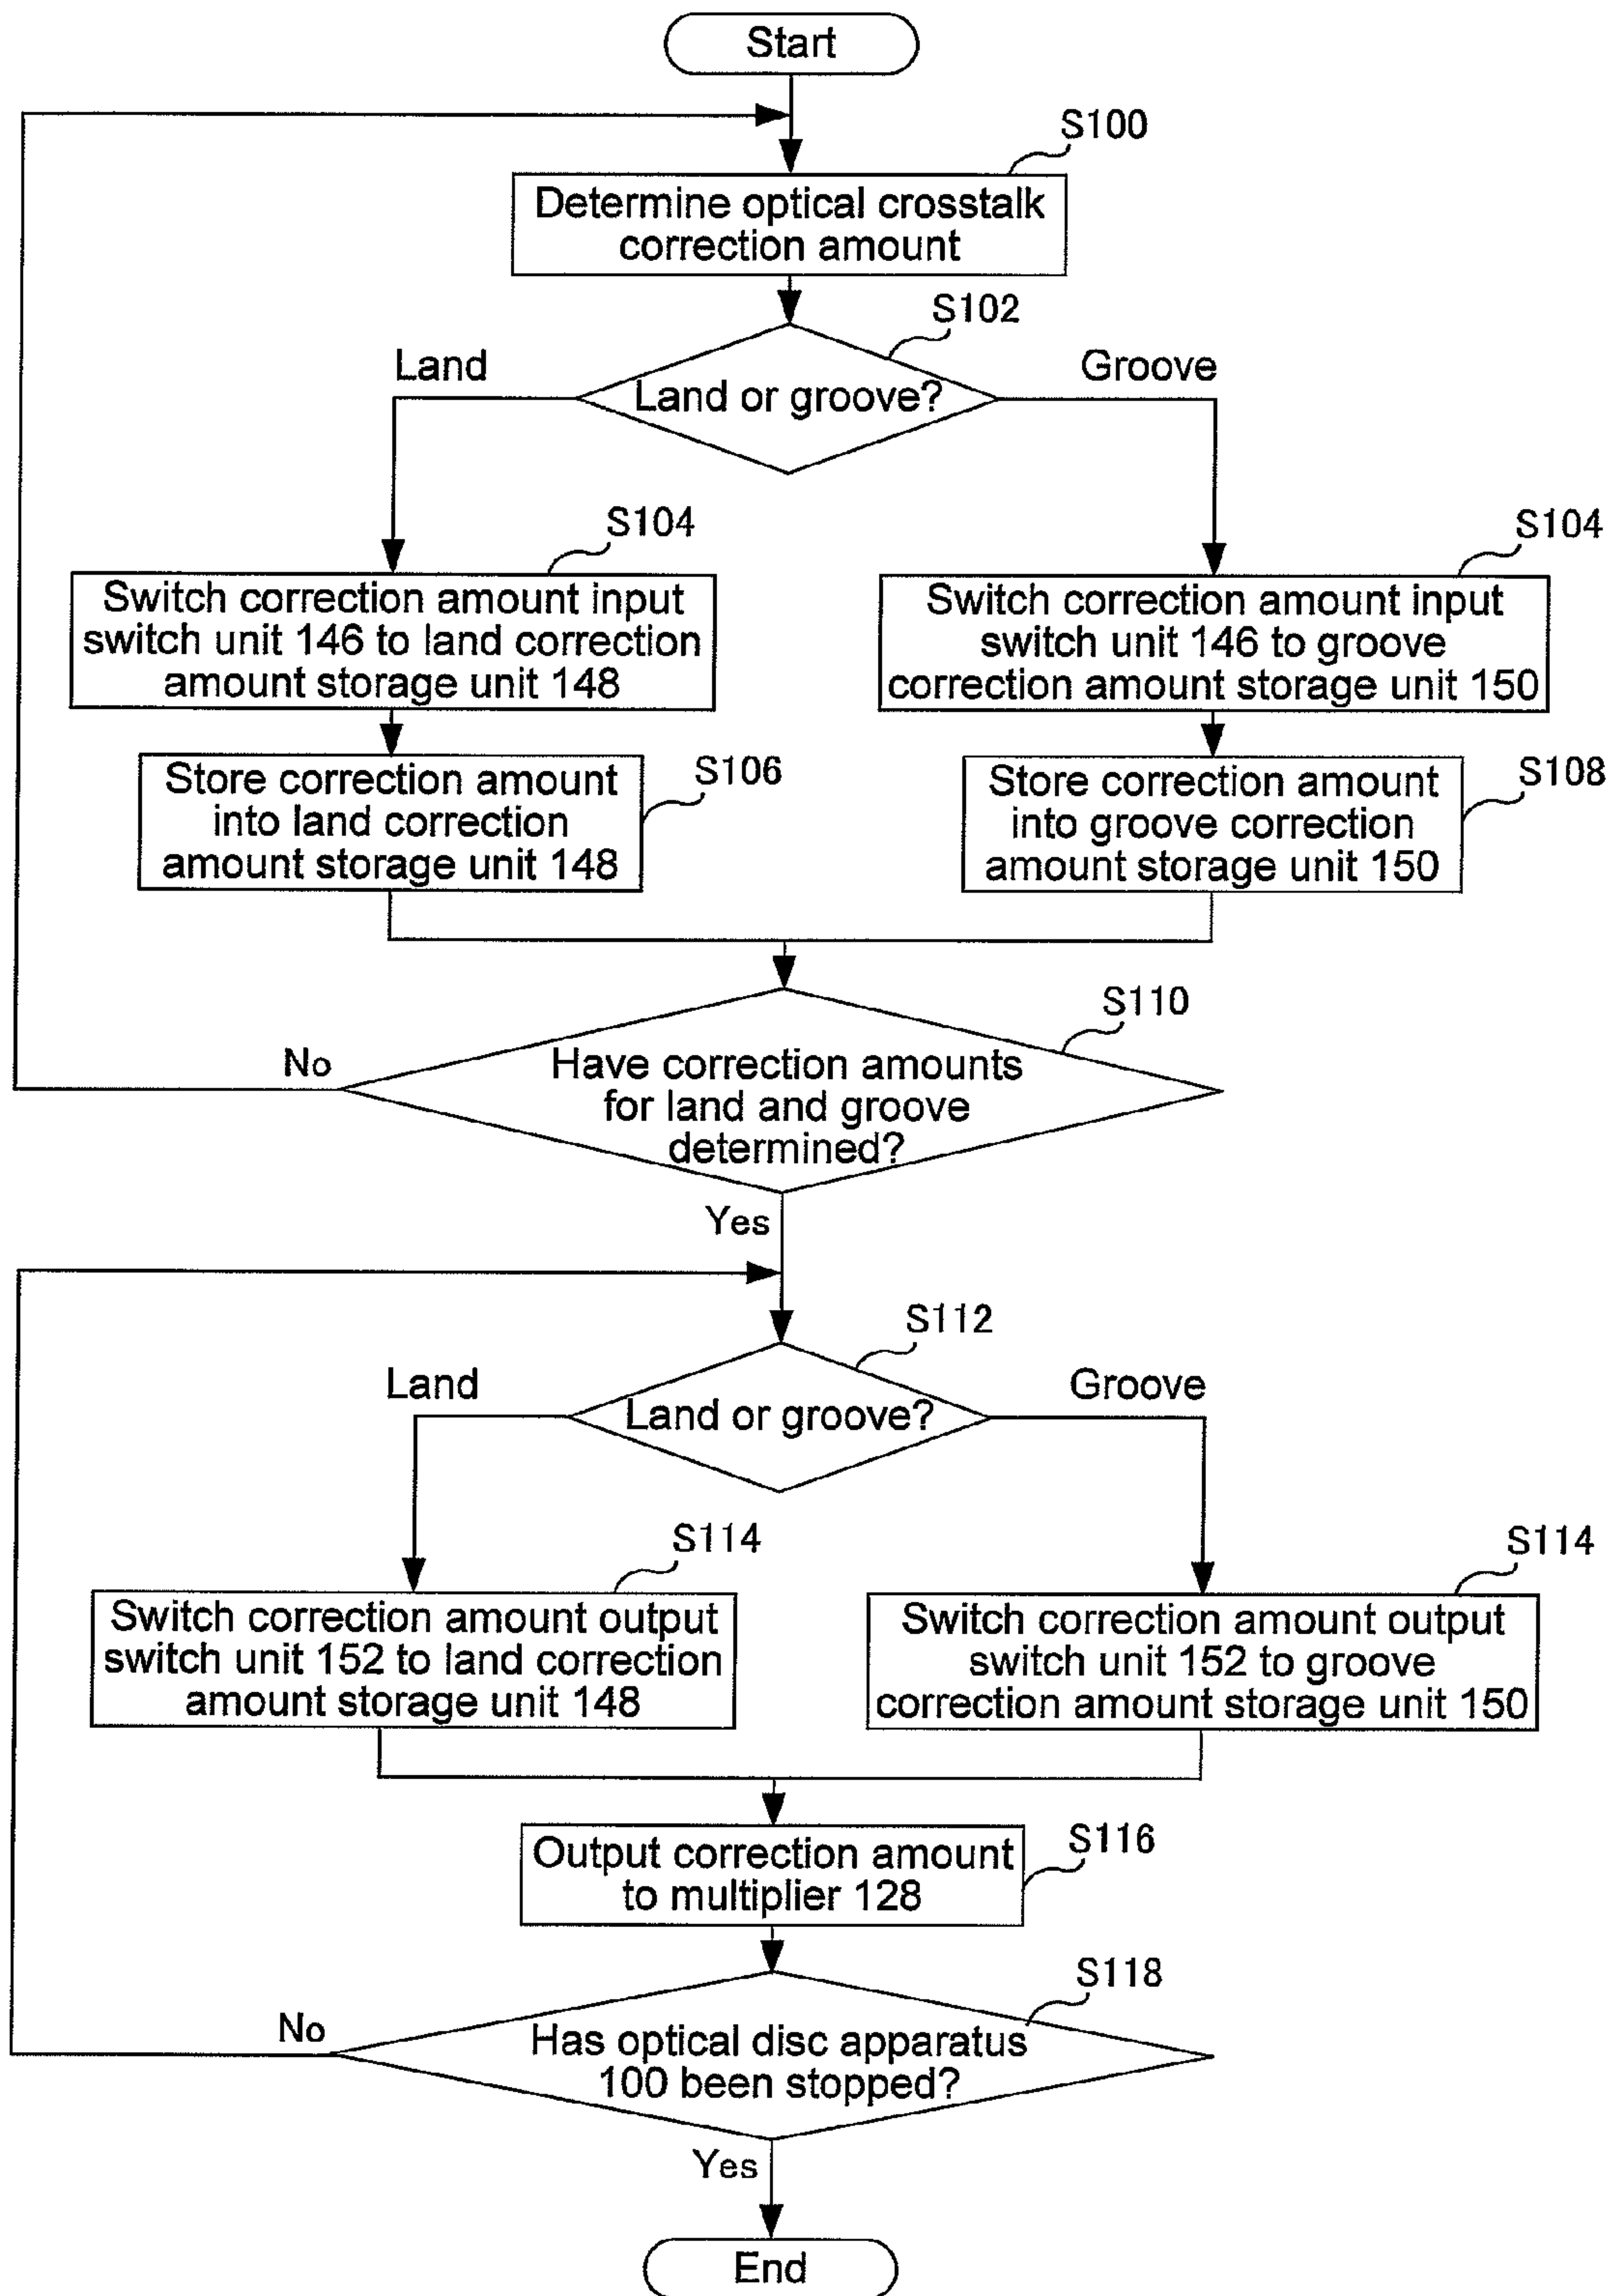 Start
S100
Determine optical crosstalk
correction amount
S102
Land
Groove
Land or groove?
S104
S104
Switch correction amount input
switch unit 146 to land correction
amount storage unit 148
Switch correction amount input
switch unit 146 to groove
correction amount storage unit 150
S106
Store correction amount
into land correction
amount storage unit 148
S108
Store correction amount
into groove correction
amount storage unit 150
S110
No
Have correction amounts
for land and groove
determined?
Yes
S112
Land
Groove
Land or groove?
S114
S114
Switch correction amount output
switch unit 152 to land correction
amount storage unit 148
Switch correction amount output
switch unit 152 to groove
correction amount storage unit 150
S116
Output correction amount
to multiplier 128
S118
No
Has optical disc apparatus
100 been stopped?
Yes
End